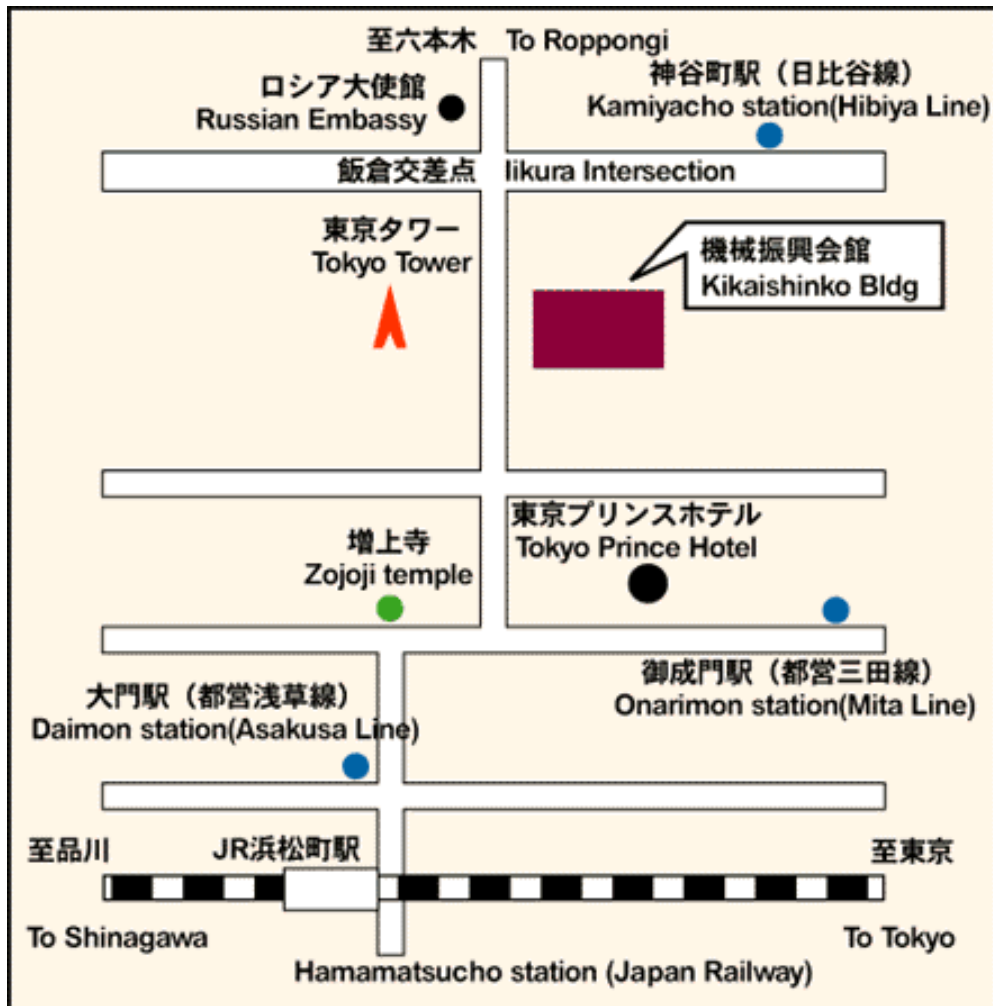 至六本木 To Roppongi
ロシア大使館
Russian Embassy
神谷町駅（日比谷線）
Kamiyacho station(Hibiya Line)
飯倉交差点 Iikura Intersection
東京タワー
Tokyo Tower
機械振興会館
Kikaishinko Bldg
東京プリンスホテル
Tokyo Prince Hotel
増上寺
Zojoji temple
御成門駅（都営三田線）
Onarimon station(Mita Line)
大門駅（都営浅草線）
Daimon station(Asakusa Line)
至品川
JR浜松町駅
至東京
To Shinagawa
To Tokyo
Hamamatsucho station (Japan Railway)